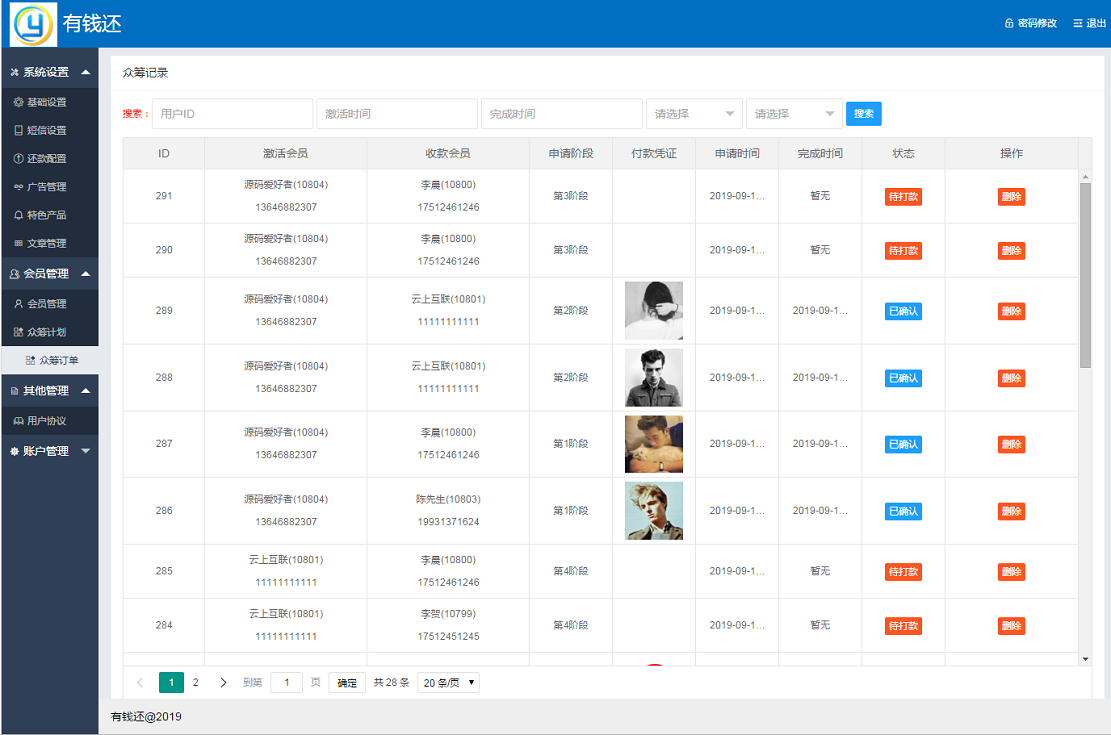 有钱还
密码修改 退出
系统设置
基础设置
短信设置
还款配置
广告管理
特色产品
文章管理
会员管理
会员管理
众筹计划
众筹订单
其他管理
用户协议
账户管理
众筹记录
搜索： 用户ID 激活时间 完成时间 请选择 请选择 搜索
ID 激活会员 收款会员 申请阶段 付款凭证 申请时间 完成时间 状态 操作
源码爱好者(10804) 李晨(10800)
291 第3阶段 2019-09-1... 暂无 待打款 删除
13646882307 17512461246
源码爱好者(10804) 李晨(10800)
290 第3阶段 2019-09-1... 暂无 待打款 删除
13646882307 17512461246
源码爱好者(10804) 云上互联(10801)
289 第2阶段 2019-09-1... 2019-09-1... 已确认 删除
13646882307 11111111111
源码爱好者(10804) 云上互联(10801)
288 第2阶段 2019-09-1... 2019-09-1... 已确认 删除
13646882307 11111111111
源码爱好者(10804) 李晨(10800)
287 第1阶段 2019-09-1... 2019-09-1... 已确认 删除
13646882307 17512461246
源码爱好者(10804) 陈先生(10803)
286 第1阶段 2019-09-1... 2019-09-1... 已确认 删除
13646882307 19931371624
云上互联(10801) 李晨(10800)
285 第4阶段 2019-09-1... 暂无 待打款 删除
11111111111 17512461246
云上互联(10801) 李贺(10799)
284 第4阶段 2019-09-1... 暂无 待打款 删除
11111111111 17512451245
1 2 到第 1 页 确定 共 28 条 20 条/页
有钱还@2019